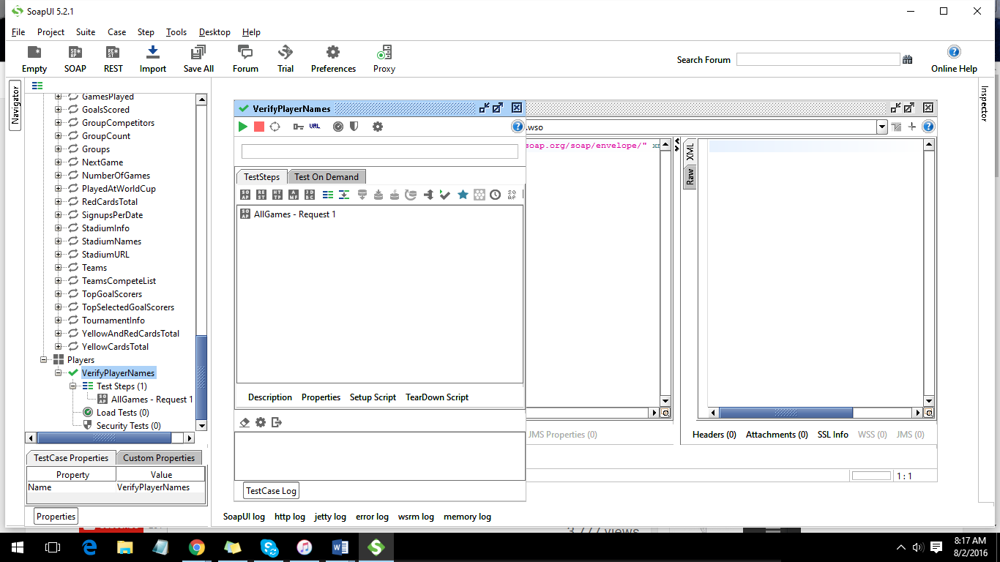 SoapUI 5.2.1
File Project Suite Case Step Tools Desktop Help
Empty SOAP REST Import Save All Forum Trial Preferences Proxy Search Forum Online Help
Navigator
Inspector
GamesPlayed
GoalsScored
GroupCompetitors
GroupCount
Groups
NextGame
NumberOfGames
PlayedAtWorldCup
RedCardsTotal
SignupsPerDate
StadiumInfo
StadiumNames
StadiumURL
Teams
TeamsCompeteList
TopGoalScorers
TopSelectedGoalScorers
TournamentInfo
YellowAndRedCardsTotal
YellowCardsTotal
Players
VerifyPlayerNames
Test Steps (1)
AllGames - Request 1
Load Tests (0)
Security Tests (0)
TestCase Properties Custom Properties
Property Value
Name VerifyPlayerNames
Properties
VerifyPlayerNames
URL
TestSteps Test On Demand
AllGames - Request 1
Description Properties Setup Script TearDown Script
TestCase Log
.wso
soap.org/soap/envelope/" xm
XML
Raw
JMS Properties (0)
Headers (0) Attachments (0) SSL Info WSS (0) JMS (0)
1 : 1
SoapUI log http log jetty log error log wsrm log memory log
3,777 views
8:17 AM
8/2/2016